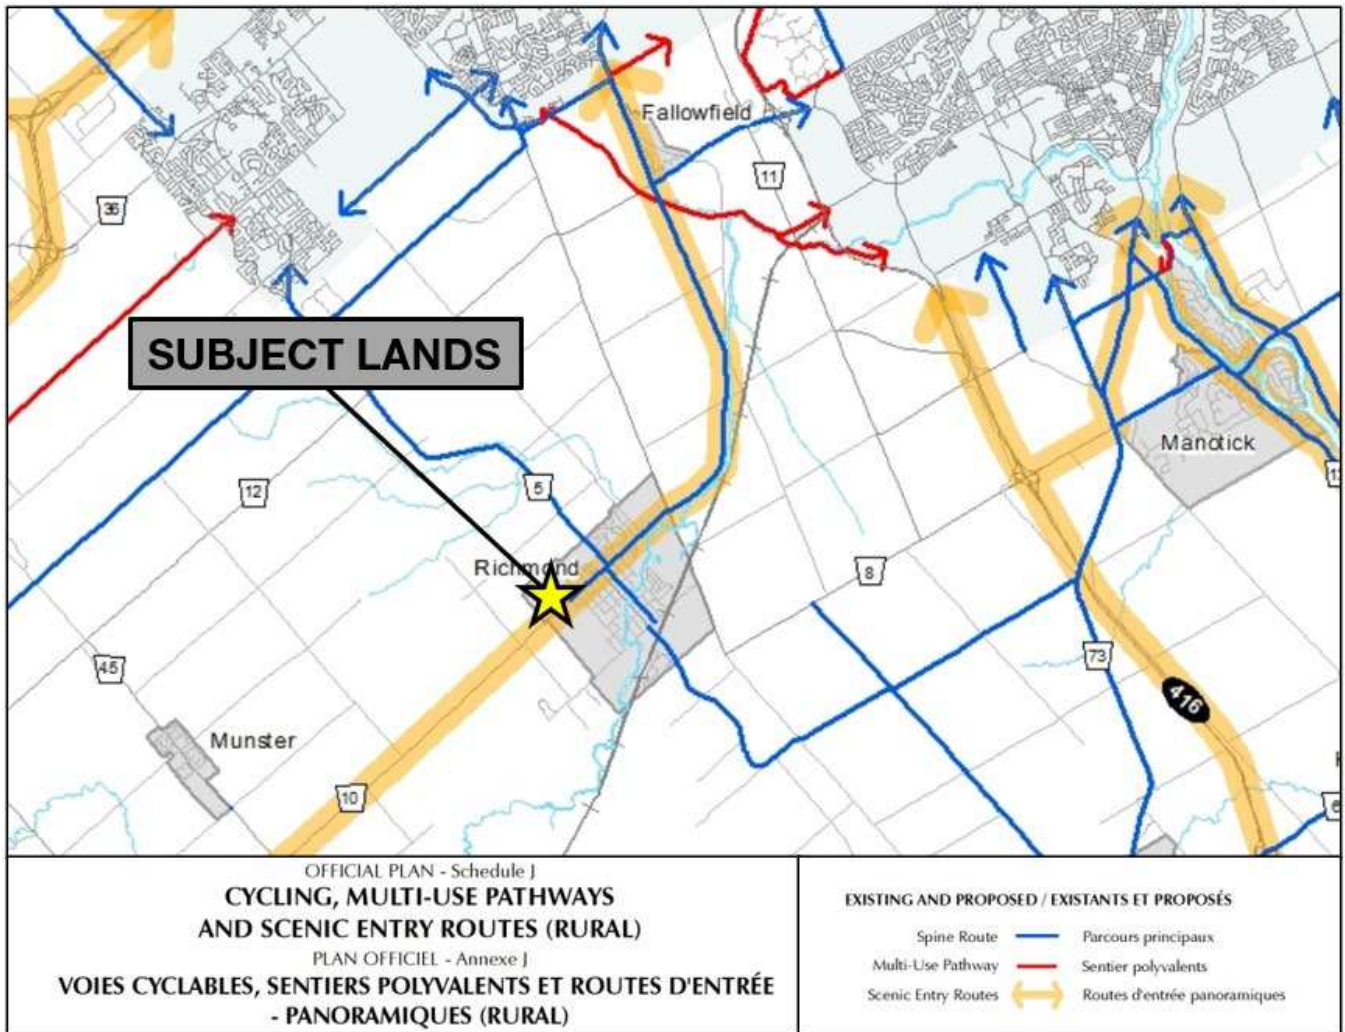 Fallowfield
11
36
SUBJECT LANDS
Manotick
12
5
Richmond
8
45
73
416
Munster
10
OFFICIAL PLAN - Schedule J
CYCLING, MULTI-USE PATHWAYS
AND SCENIC ENTRY ROUTES (RURAL)
PLAN OFFICIEL - Annexe J
VOIES CYCLABLES, SENTIERS POLYVALENTS ET ROUTES D'ENTRÉE
- PANORAMIQUES (RURAL)
EXISTING AND PROPOSED / EXISTANTS ET PROPOSÉS
Spine Route Parcours principaux
Multi-Use Pathway Sentier polyvalents
Scenic Entry Routes Routes d'entrée panoramiques